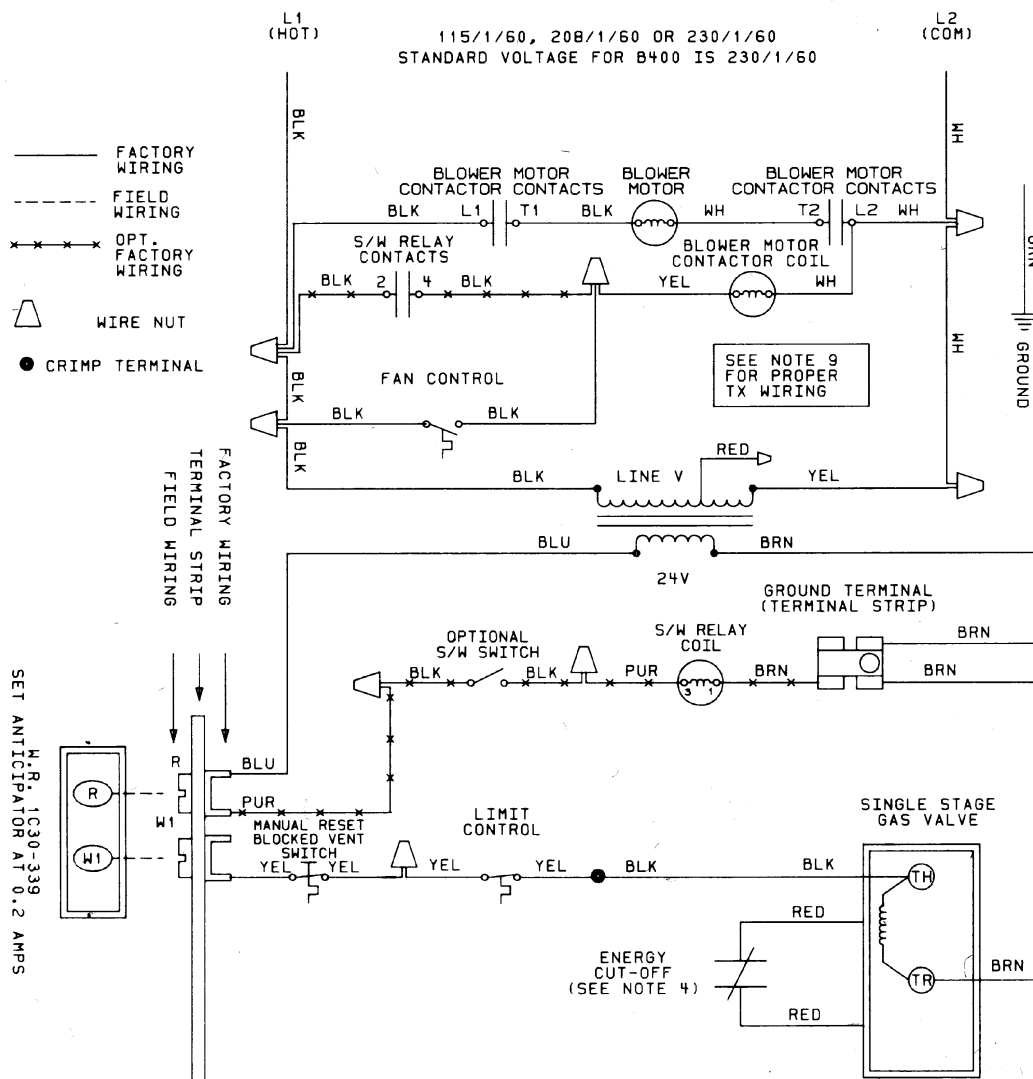 L1
(HOT)
115/1/60, 208/1/60 OR 230/1/60
STANDARD VOLTAGE FOR B400 IS 230/1/60
L2
(COM)
BLK
WH
FACTORY
WIRING
FIELD
WIRING
OPT.
FACTORY
WIRING
WIRE NUT
CRIMP TERMINAL
BLOWER MOTOR
CONTACTOR CONTACTS
BLOWER
MOTOR
BLOWER MOTOR
CONTACTOR CONTACTS
BLK
L1
T1
BLK
WH
T2
L2
WH
S/W RELAY
CONTACTS
BLOWER MOTOR
CONTACTOR COIL
BLK
2
4
BLK
YEL
WH
GROUND
WH
BLK
FAN CONTROL
SEE NOTE 9
FOR PROPER
TX WIRING
BLK
BLK
BLK
RED
BLK
LINE V
YEL
FIELD WIRING
TERMINAL STRIP
FACTORY WIRING
BLU
BRN
24V
GROUND TERMINAL
(TERMINAL STRIP)
OPTIONAL
S/W SWITCH
S/W RELAY
COIL
BRN
BLK
BLK
PUR
3
1
BRN
BRN
W.R. 1C30-339
SET ANTICIPATOR AT 0.2 AMPS
R
R
BLU
PUR
W1
W1
MANUAL RESET
BLOCKED VENT
SWITCH
LIMIT
CONTROL
SINGLE STAGE
GAS VALVE
YEL
YEL
YEL
YEL
BLK
BLK
TH
RED
ENERGY
CUT-OFF
(SEE NOTE 4)
TR
BRN
RED